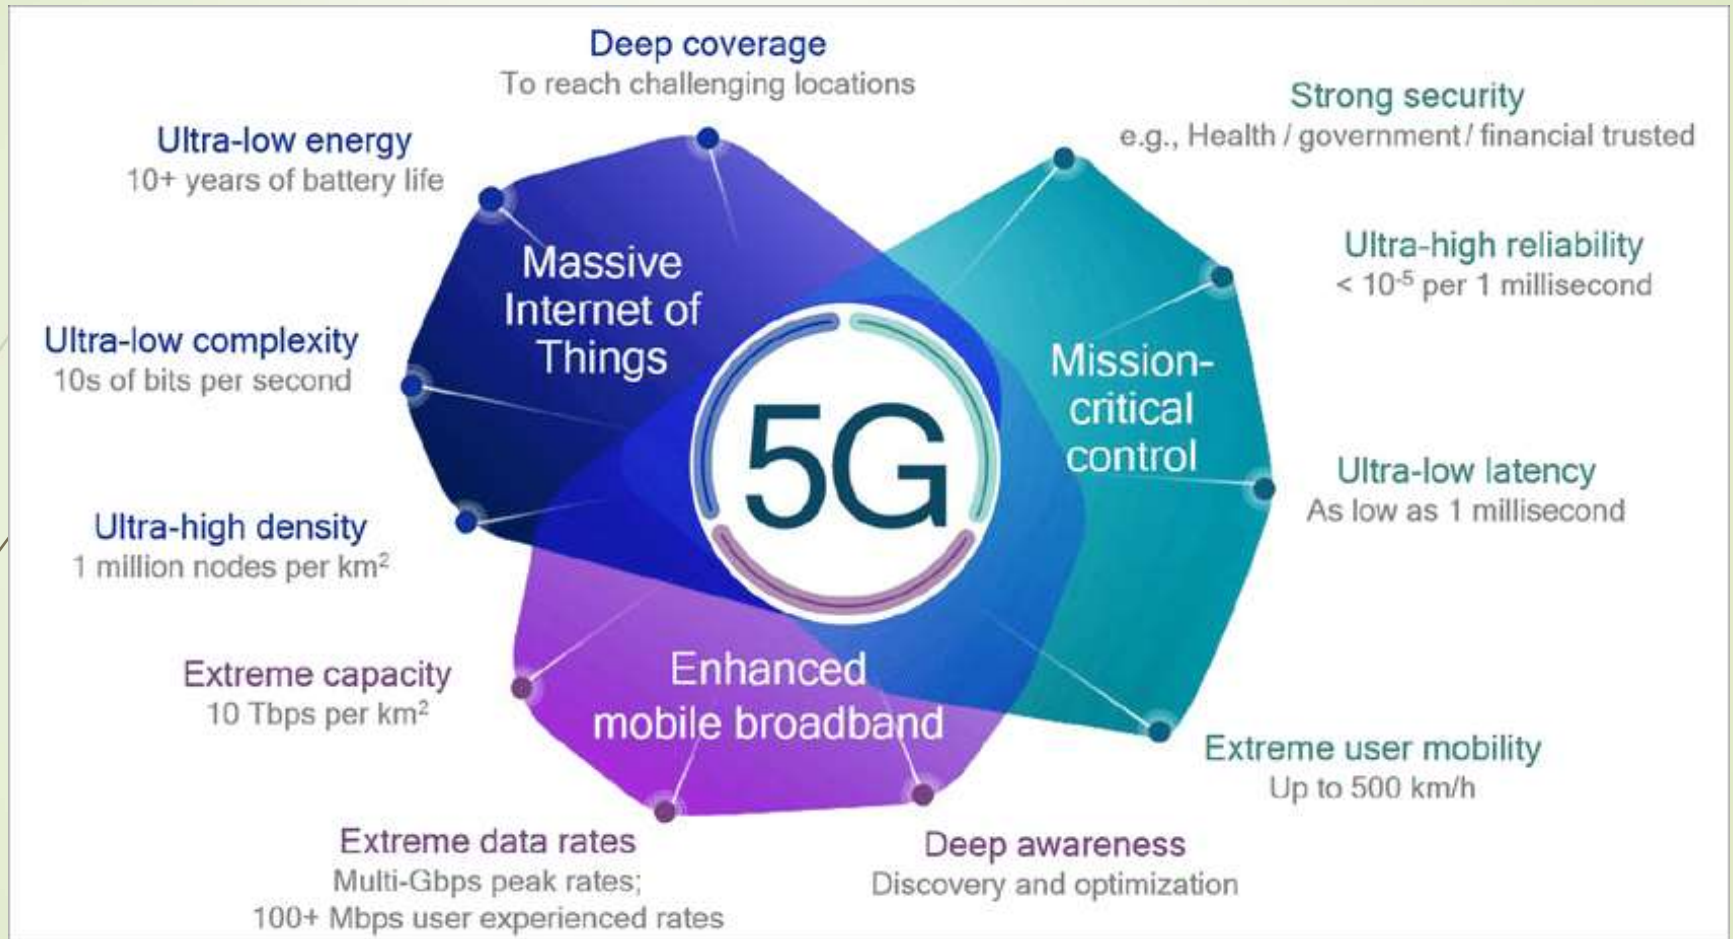 Deep coverage
To reach challenging locations
Strong security
e.g., Health / government / financial trusted
Ultra-low energy
10+ years of battery life
Ultra-high reliability
< 10⁻⁵ per 1 millisecond
Massive
Internet of
Things
Ultra-low complexity
10s of bits per second
Mission-
critical
control
5G
Ultra-low latency
As low as 1 millisecond
Ultra-high density
1 million nodes per km²
Extreme capacity
10 Tbps per km²
Enhanced
mobile broadband
Extreme user mobility
Up to 500 km/h
Extreme data rates
Multi-Gbps peak rates;
100+ Mbps user experienced rates
Deep awareness
Discovery and optimization